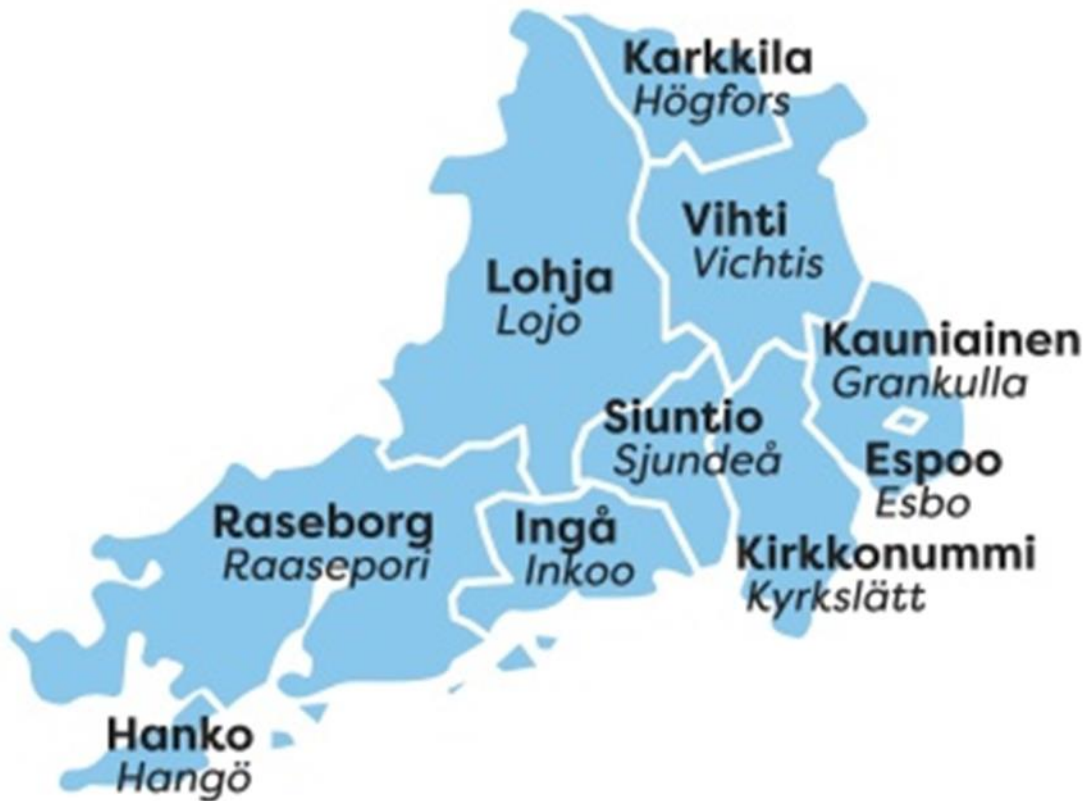 Karkkila
Högfors
Vihti
Vichtis
Lohja
Lojo
Kauniainen
Grankulla
Siuntio
Sjundeå
Espoo
Esbo
Raseborg
Raasepori
Ingå
Inkoo
Kirkkonummi
Kyrkslätt
Hanko
Hangö